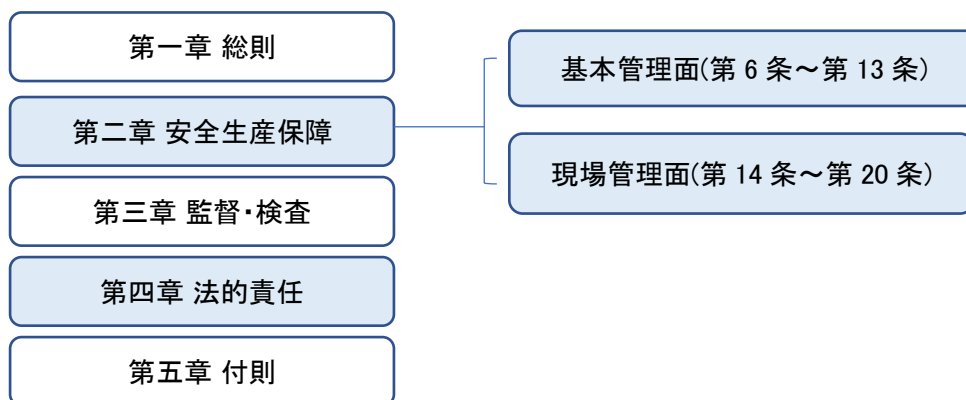 第一章 総則
第二章 安全生産保障
第三章 監督・検査
第四章 法的責任
第五章 付則
基本管理面(第 6 条～第 13 条)
現場管理面(第 14 条～第 20 条)